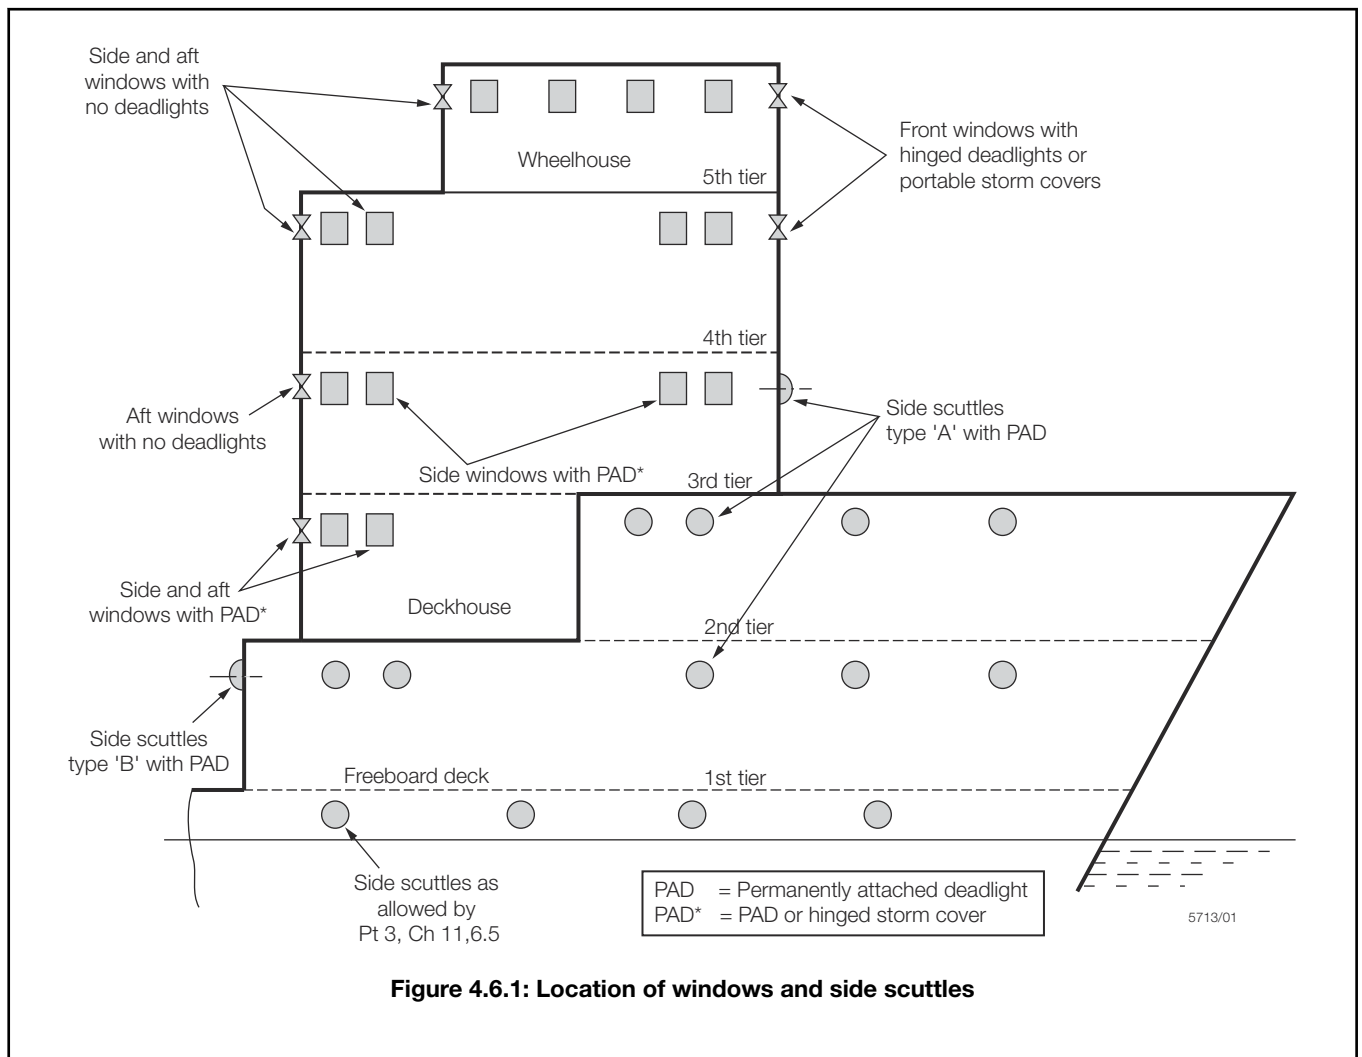 Side and aft
windows with
no deadlights
Front windows with
hinged deadlights or
portable storm covers
Wheelhouse
5th tier
4th tier
Aft windows
with no deadlights
Side scuttles
type 'A' with PAD
Side windows with PAD*
3rd tier
Side and aft
windows with PAD*
Deckhouse
2nd tier
Side scuttles
type 'B' with PAD
Freeboard deck
1st tier
Side scuttles as
allowed by
Pt 3, Ch 11,6.5
PAD = Permanently attached deadlight
PAD* = PAD or hinged storm cover
5713/01
Figure 4.6.1: Location of windows and side scuttles